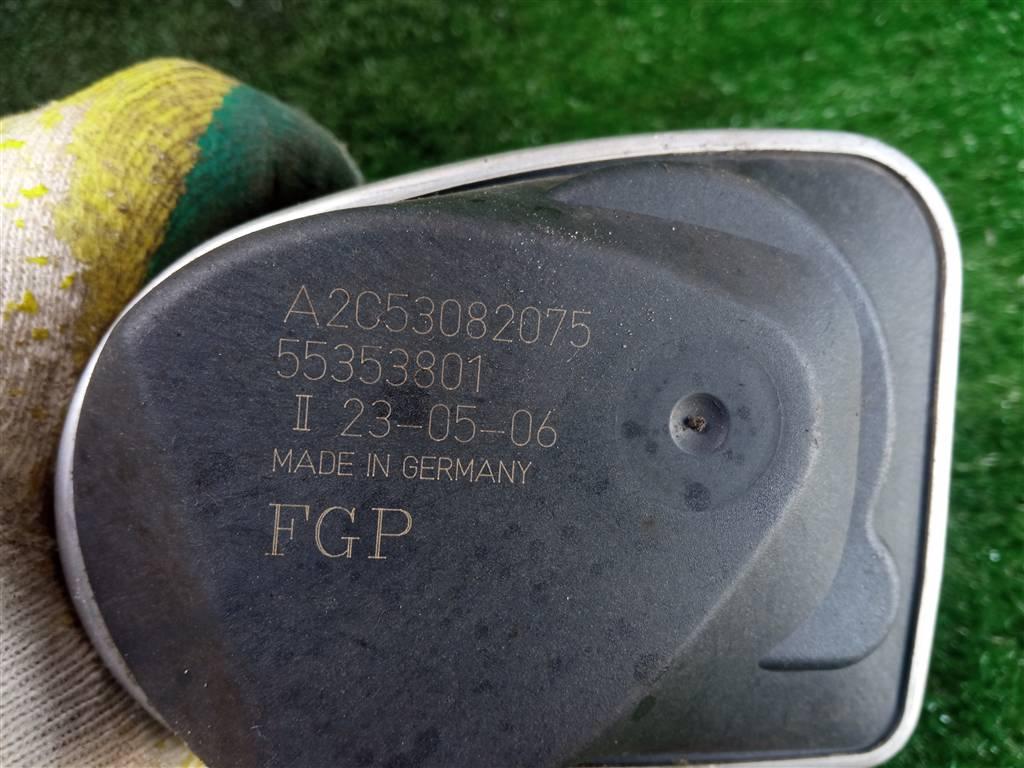 A2C53082075
55353801
II 23-05-06
MADE IN GERMANY
FGP